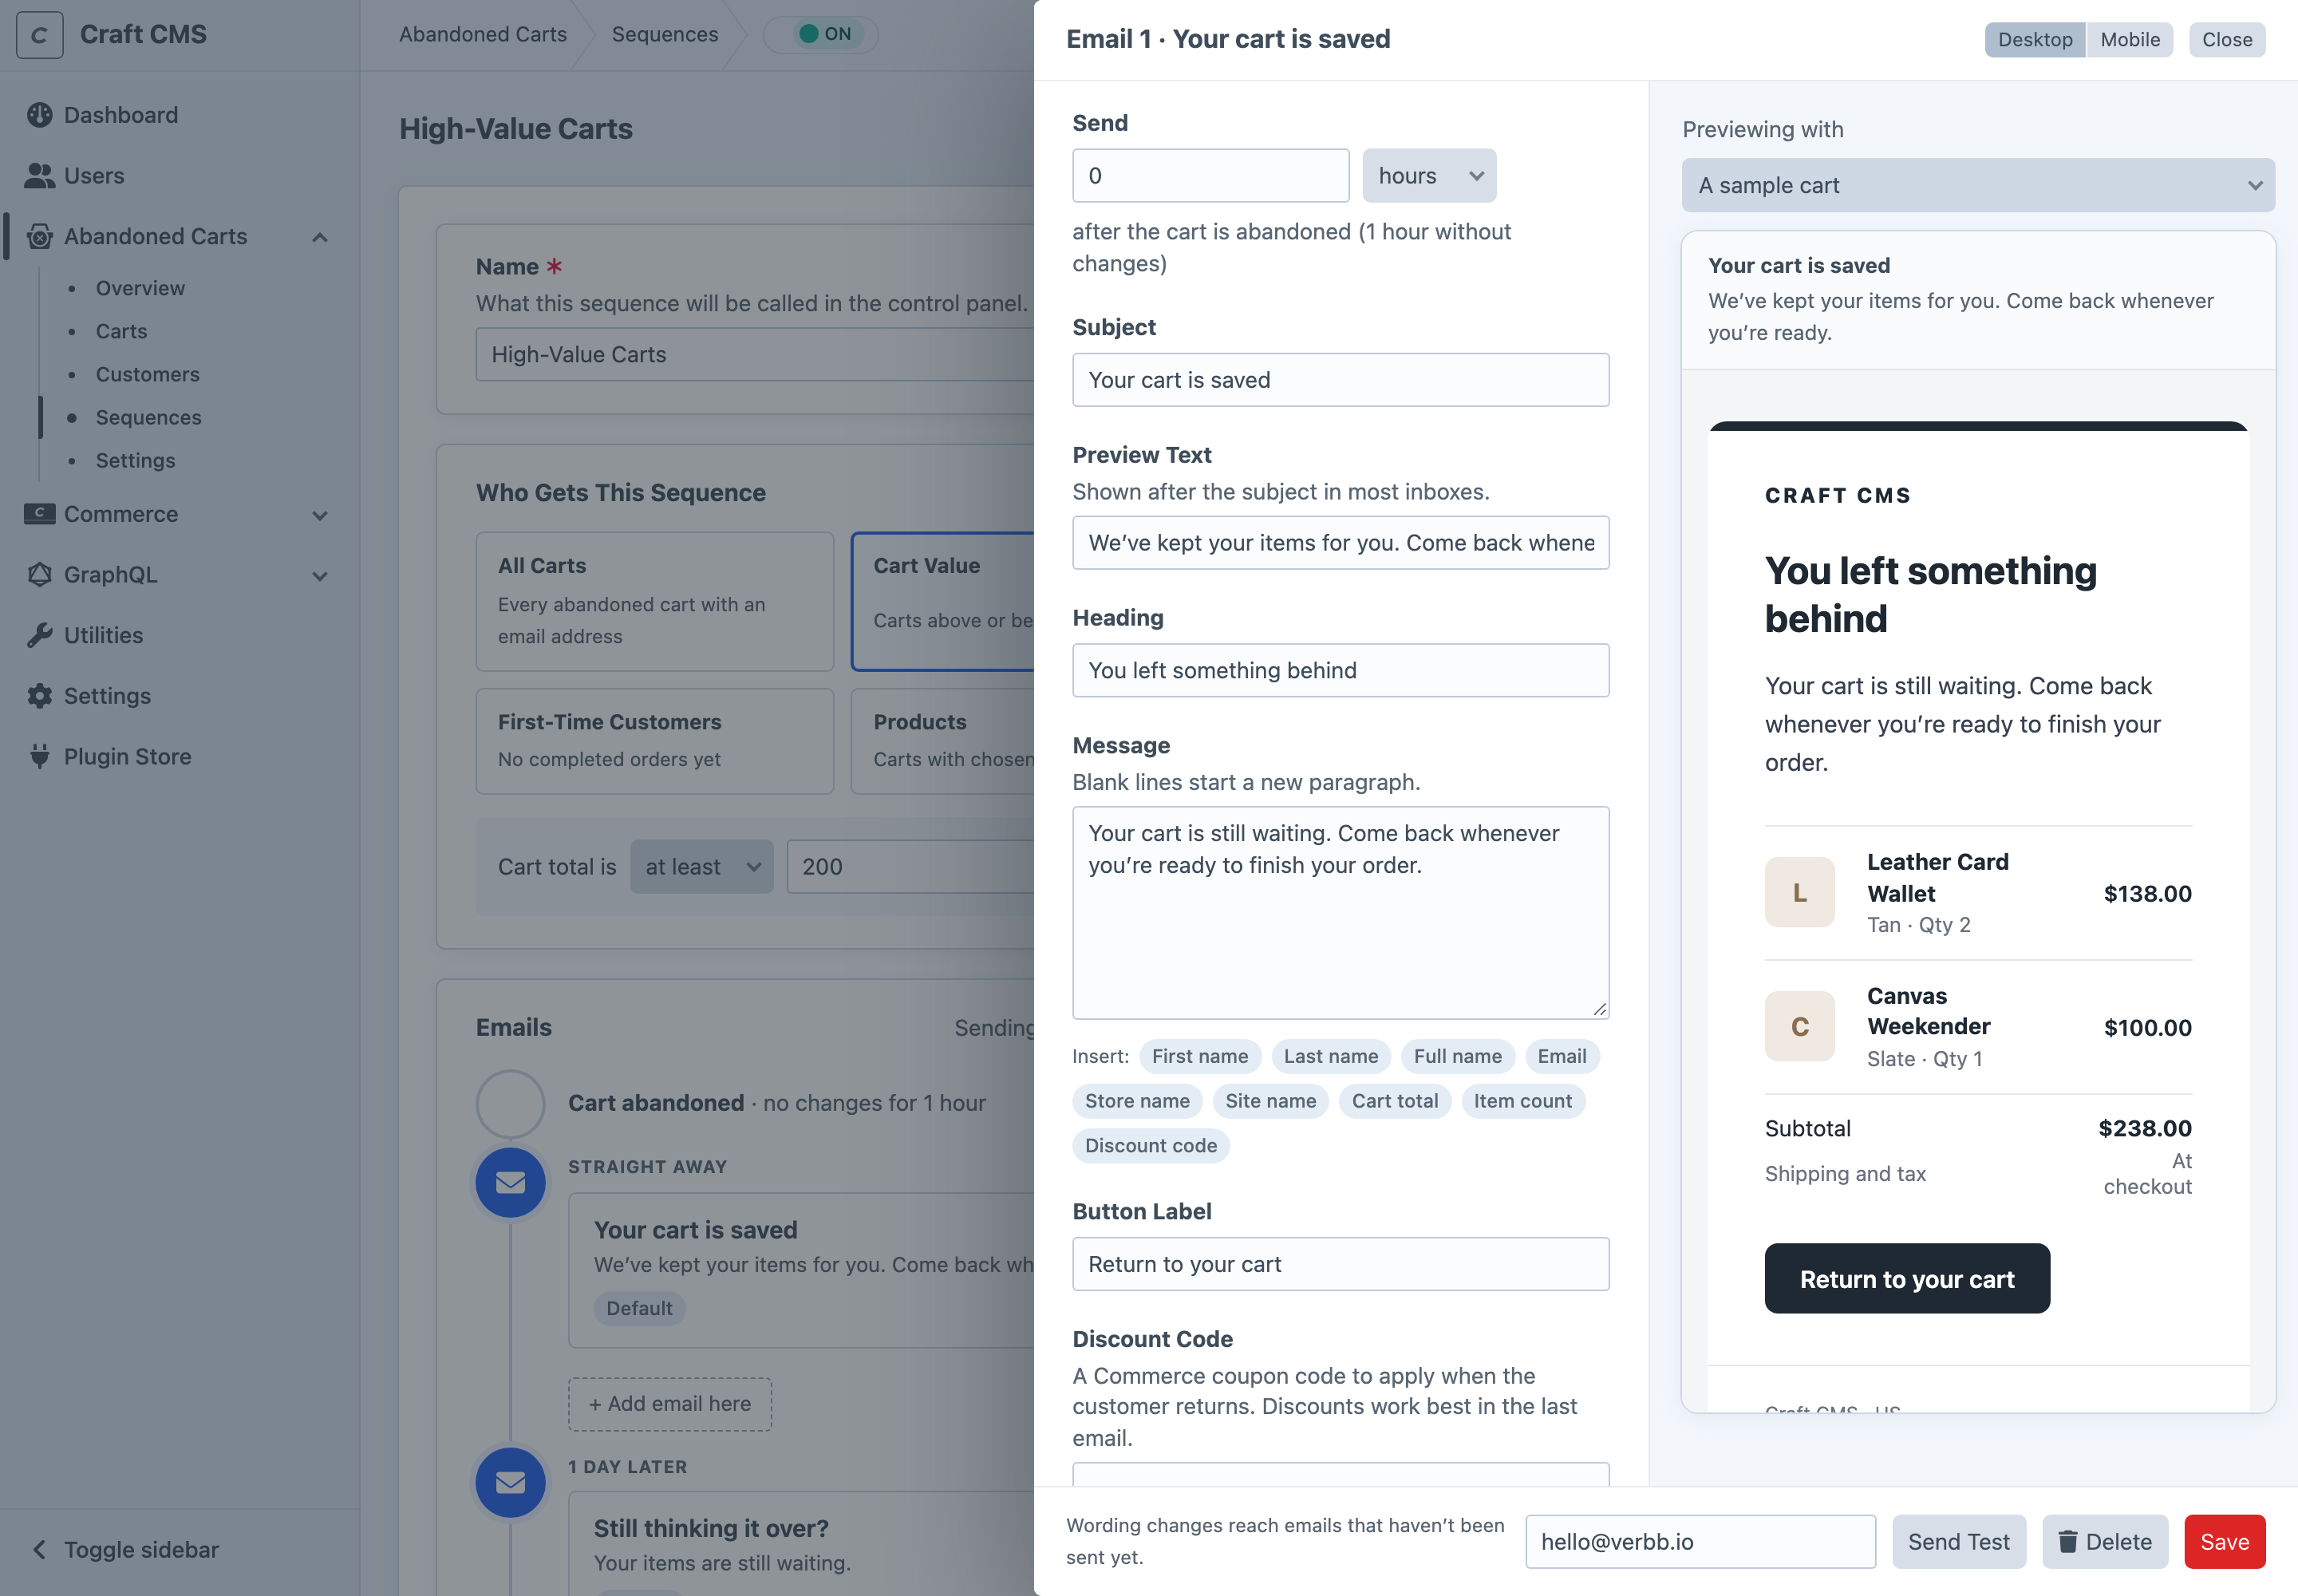 C
Craft CMS
Dashboard
Users
Abandoned Carts
Overview
Carts
Customers
Sequences
Settings
Commerce
GraphQL
Utilities
Settings
Plugin Store
Toggle sidebar
Abandoned Carts
Sequences
ON
High-Value Carts
Name *
What this sequence will be called in the control panel.
High-Value Carts
Who Gets This Sequence
All Carts
Every abandoned cart with an
email address
Cart Value
Carts above or be
First-Time Customers
No completed orders yet
Products
Carts with chosen
Cart total is
at least
200
Emails
Sending
Cart abandoned · no changes for 1 hour
STRAIGHT AWAY
Your cart is saved
We’ve kept your items for you. Come back wh
Default
+ Add email here
1 DAY LATER
Still thinking it over?
Your items are still waiting.
Email 1 · Your cart is saved
Desktop
Mobile
Close
Send
0
hours
after the cart is abandoned (1 hour without
changes)
Subject
Your cart is saved
Preview Text
Shown after the subject in most inboxes.
We’ve kept your items for you. Come back whene
Heading
You left something behind
Message
Blank lines start a new paragraph.
Your cart is still waiting. Come back whenever
you’re ready to finish your order.
Insert:
First name
Last name
Full name
Email
Store name
Site name
Cart total
Item count
Discount code
Button Label
Return to your cart
Discount Code
A Commerce coupon code to apply when the
customer returns. Discounts work best in the last
email.
Previewing with
A sample cart
Your cart is saved
We’ve kept your items for you. Come back whenever
you’re ready.
CRAFT CMS
You left something
behind
Your cart is still waiting. Come back
whenever you’re ready to finish your
order.
L
Leather Card
Wallet
Tan · Qty 2
$138.00
C
Canvas
Weekender
Slate · Qty 1
$100.00
Subtotal
$238.00
Shipping and tax
At
checkout
Return to your cart
Craft CMS · US
Wording changes reach emails that haven’t been
sent yet.
hello@verbb.io
Send Test
Delete
Save